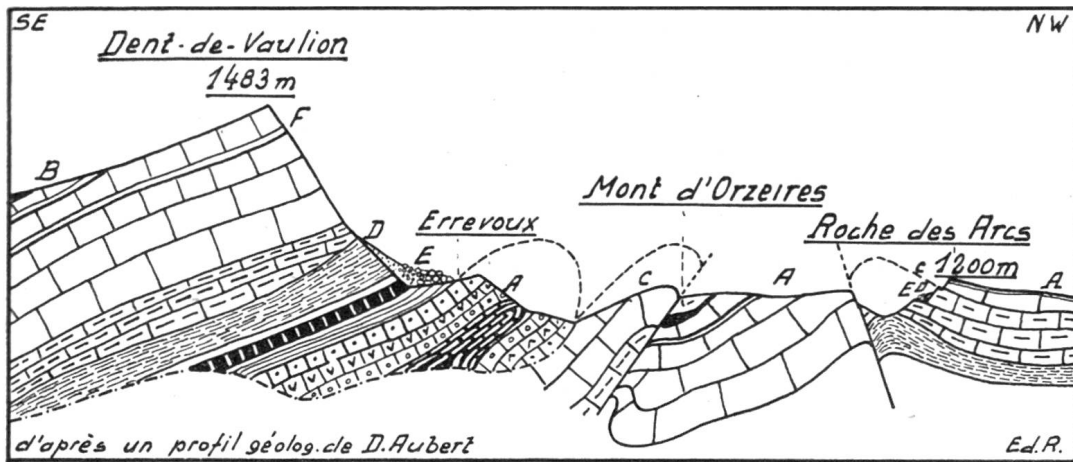 SE
NW
Dent-de-Vaulion
1483 m
F
B
Mont d'Orzeires
Errevoux
Roche des Arcs
D
E
A
C
A
E
1200m
E
D
A
d'après un profil géolog. de D. Aubert
Ed. R.